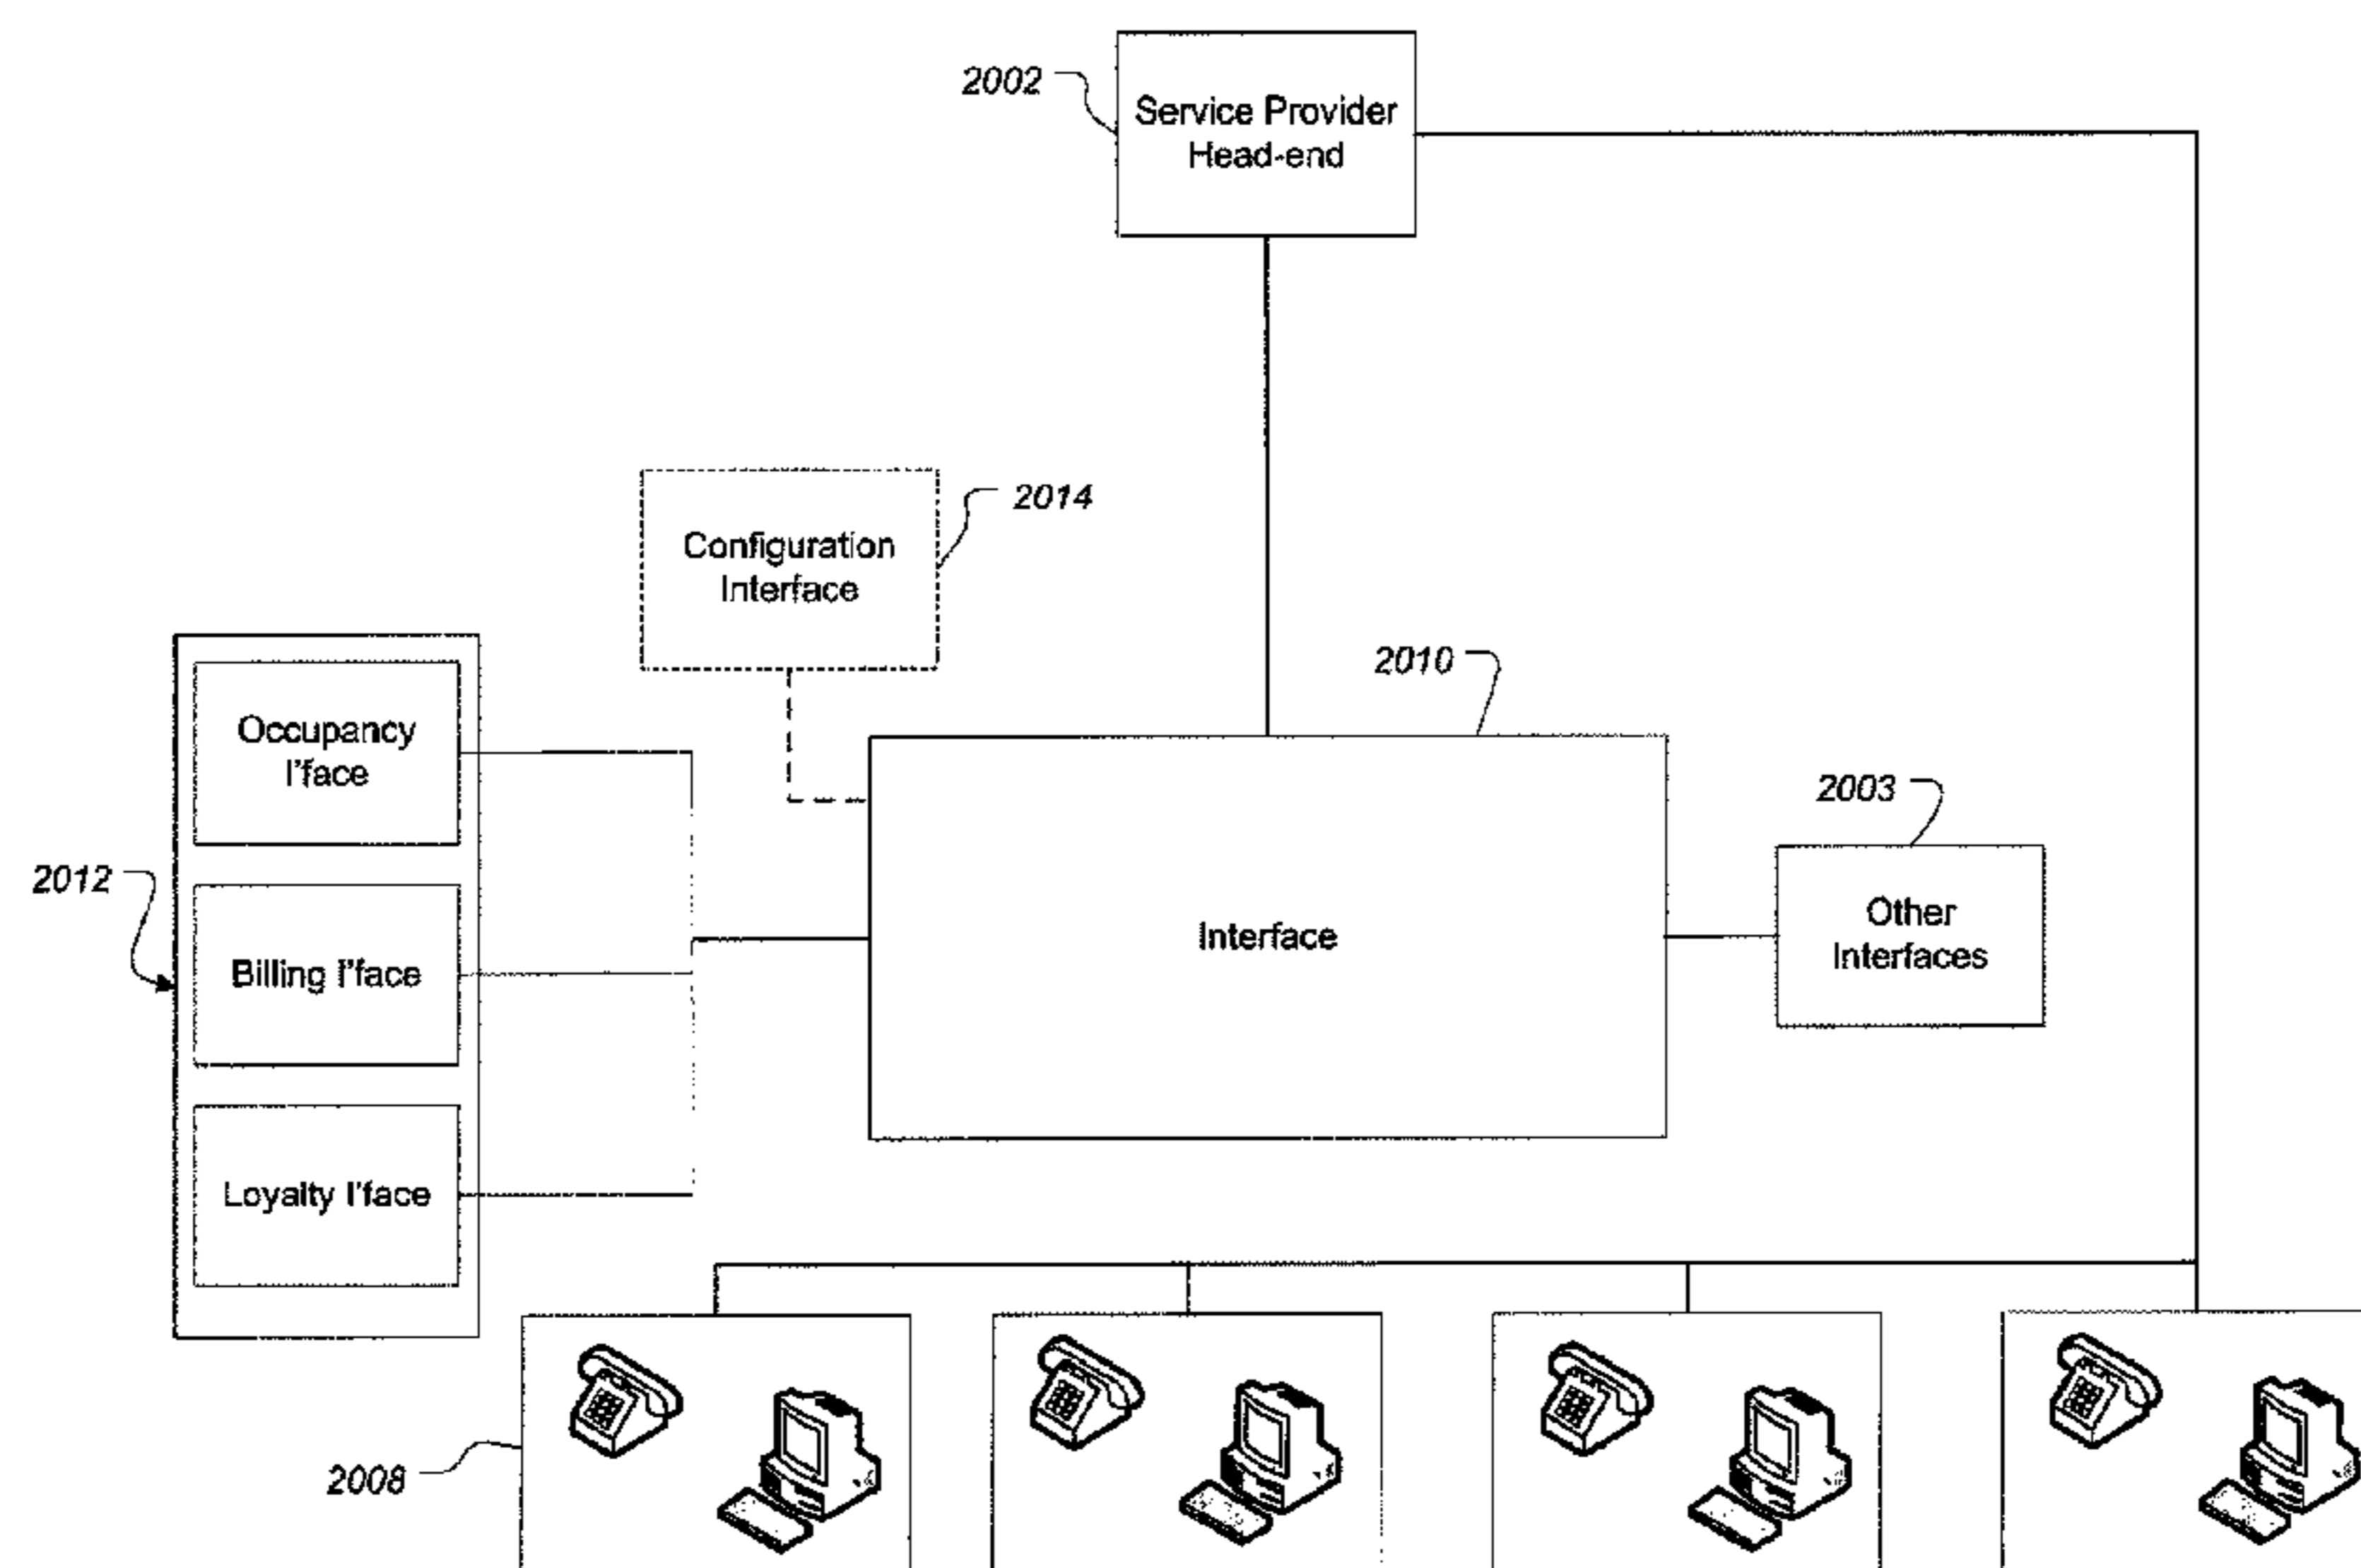 2002
Service Provider
Head-end
2014
Configuration
Interface
2010
Occupancy
I'face
2003
Other
Interfaces
2012
Interface
Billing I'face
Loyalty I'face
2008